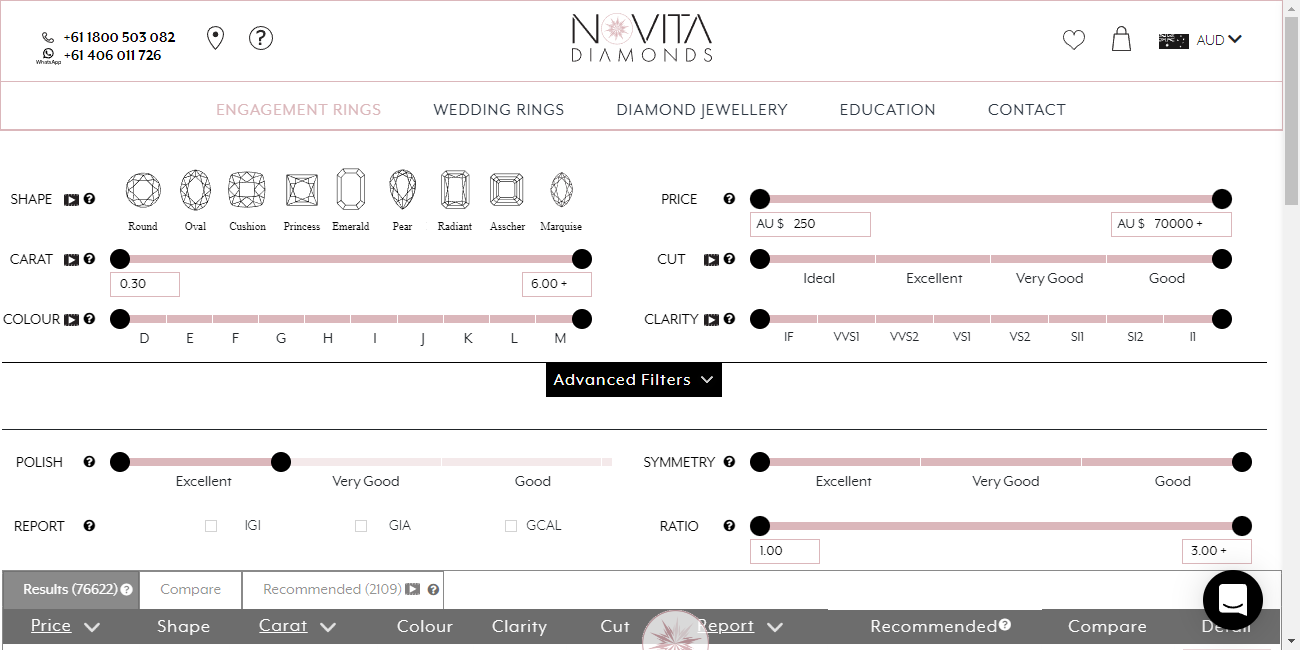 +61 1800 503 082
WhatsApp
+61 406 011 726
?
NOVITA
DIAMONDS
AUD
ENGAGEMENT RINGS WEDDING RINGS DIAMOND JEWELLERY EDUCATION CONTACT
SHAPE ?
Round Oval Cushion Princess Emerald Pear Radiant Asscher Marquise
PRICE ?
AU $ 250 AU $ 70000 +
CARAT ?
0.30 6.00 +
CUT ?
Ideal Excellent Very Good Good
COLOUR ?
D E F G H I J K L M
CLARITY ?
IF VVS1 VVS2 VS1 VS2 SI1 SI2 I1
Advanced Filters
POLISH ?
Excellent Very Good Good
SYMMETRY ?
Excellent Very Good Good
REPORT ? IGI GIA GCAL
RATIO ?
1.00 3.00 +
Results (76622) ? Compare Recommended (2109) ?
Price Shape Carat Colour Clarity Cut Report Recommended ? Compare Detail